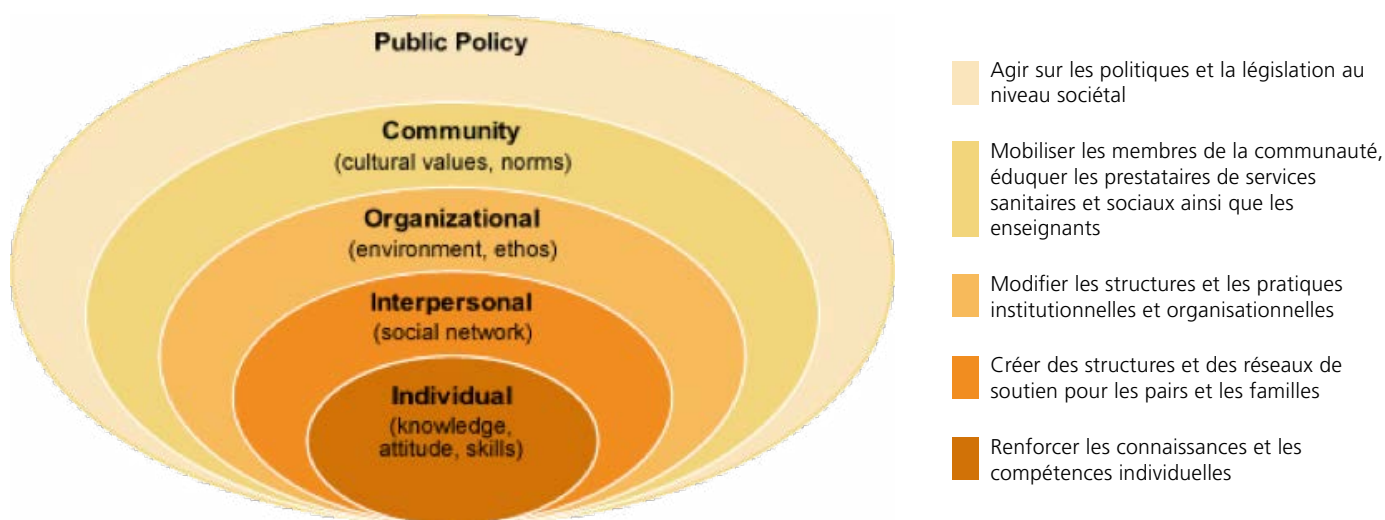 Public Policy
Community
(cultural values, norms)
Organizational
(environment, ethos)
Interpersonal
(social network)
Individual
(knowledge,
attitude, skills)
Agir sur les politiques et la législation au
niveau sociétal
Mobiliser les membres de la communauté,
éduquer les prestataires de services
sanitaires et sociaux ainsi que les
enseignants
Modifier les structures et les pratiques
institutionnelles et organisationnelles
Créer des structures et des réseaux de
soutien pour les pairs et les familles
Renforcer les connaissances et les
compétences individuelles